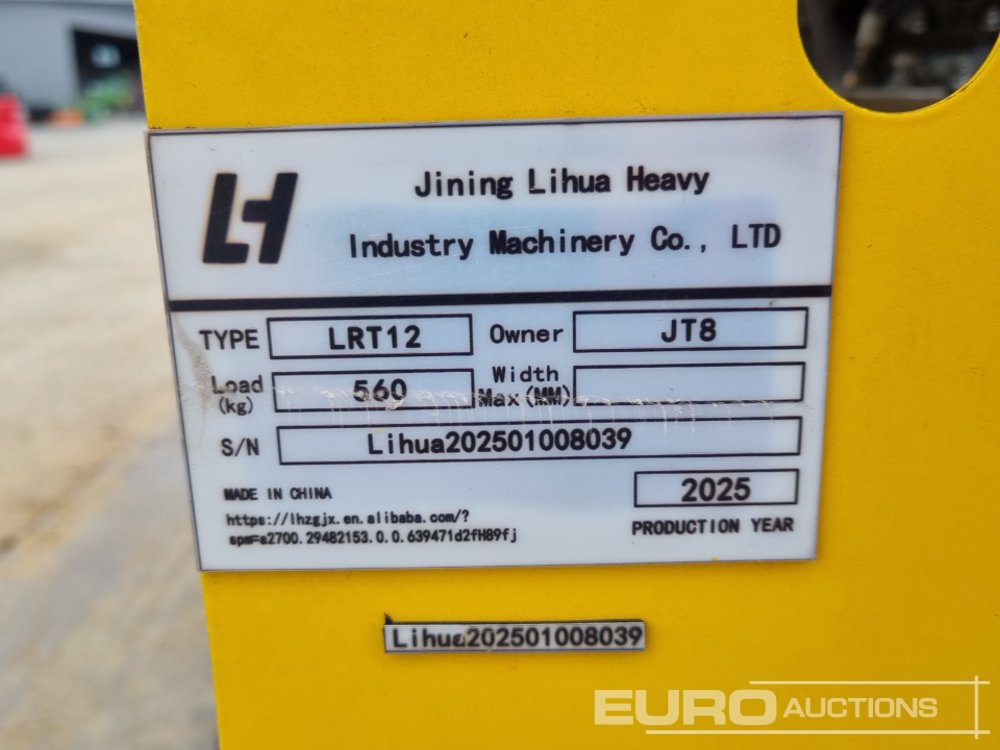 LH
Jining Lihua Heavy
Industry Machinery Co., LTD
TYPE LRT12 Owner JT8
Load (kg) 560 Width Max(MM)
S/N Lihua202501008039
MADE IN CHINA
2025
https://lhzgjx.en.alibaba.com/?
spm=a2700.29482153.0.0.639471d2fH89fj
PRODUCTION YEAR
Lihua202501008039
EURO AUCTIONS